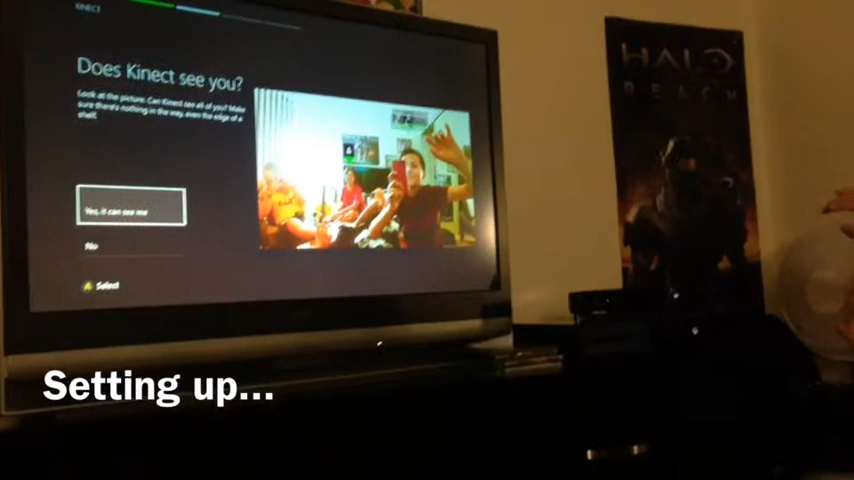 KINECT
Does Kinect see you?
Look at the picture. Can Kinect see all of you? Make
sure there's nothing in the way, even the edge of a
shelf.
Yes, it can see me
No
A Select
HALO
REACH
Setting up...